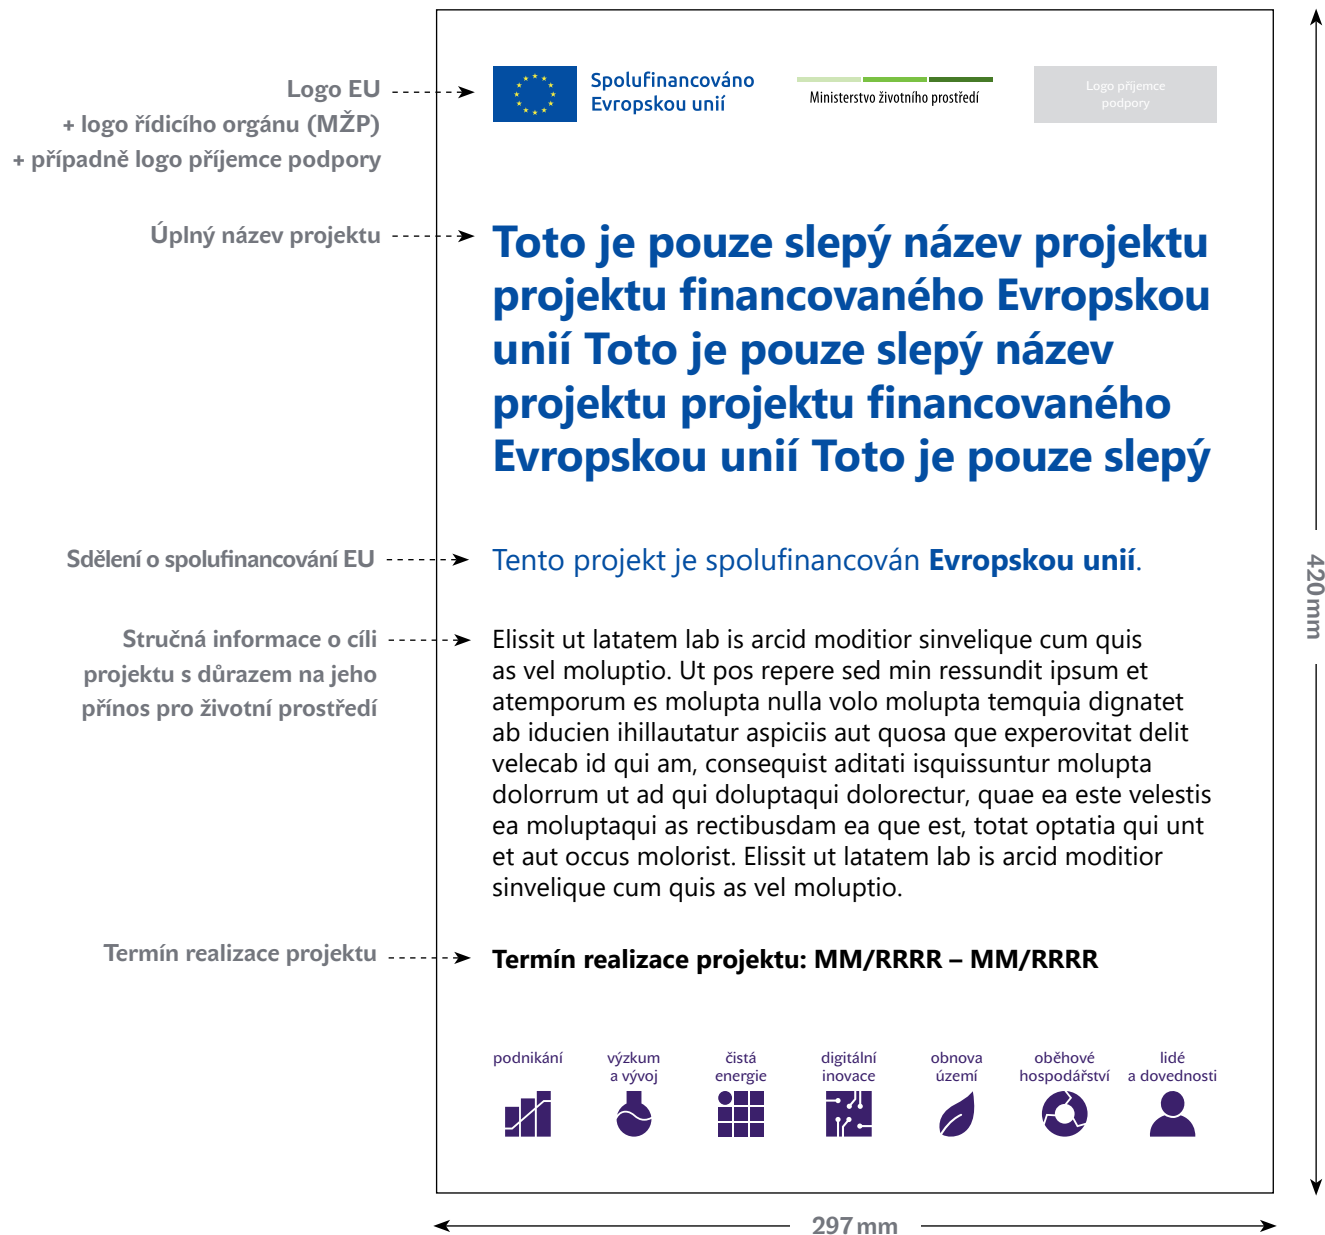 Logo EU
+ logo řídicího orgánu (MŽP)
+ případně logo příjemce podpory
Spolufinancováno
Evropskou unií
Ministerstvo životního prostředí
Logo příjemce
podpory
Úplný název projektu
Toto je pouze slepý název projektu
projektu financovaného Evropskou
unií Toto je pouze slepý název
projektu projektu financovaného
Evropskou unií Toto je pouze slepý
Sdělení o spolufinancování EU
Tento projekt je spolufinancován Evropskou unií.
Stručná informace o cíli
projektu s důrazem na jeho
přínos pro životní prostředí
Elissit ut latatem lab is arcid moditior sinvelique cum quis
as vel moluptio. Ut pos repere sed min ressundit ipsum et
atemporum es molupta nulla volo molupta temquia dignatet
ab iducien ihillautatur aspiciis aut quosa que experovitat delit
velecab id qui am, consequist aditati isquissuntur molupta
dolorrum ut ad qui doluptaqui dolorectur, quae ea este velestis
ea moluptaqui as rectibusdam ea que est, totat optatia qui unt
et aut occus molorist. Elissit ut latatem lab is arcid moditior
sinvelique cum quis as vel moluptio.
Termín realizace projektu
Termín realizace projektu: MM/RRRR – MM/RRRR
podnikání
výzkum
a vývoj
čistá
energie
digitální
inovace
obnova
území
oběhové
hospodářství
lidé
a dovednosti
420 mm
297 mm